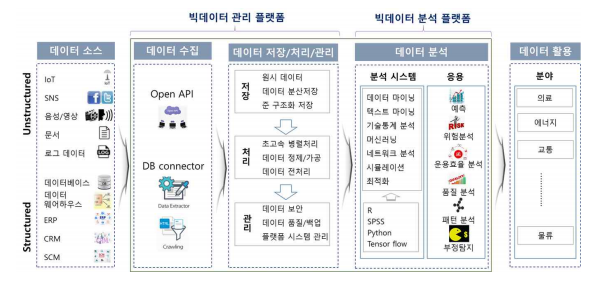 빅데이터 관리 플랫폼
빅데이터 분석 플랫폼
데이터 소스
데이터 수집
데이터 저장/처리/관리
데이터 분석
데이터 활용
Unstructured
IoT
SNS
음성/영상
문서
로그 데이터
LOG
Structured
데이터베이스
데이터
웨어하우스
ERP
CRM
SCM
Open API
DB connector
Data Extractor
Crawling
저장
원시 데이터
데이터 분산저장
준 구조화 저장
처리
초고속 병렬처리
데이터 정제/가공
데이터 전처리
관리
데이터 보안
데이터 품질/백업
플랫폼 시스템 관리
분석 시스템
데이터 마이닝
텍스트 마이닝
기술통계 분석
머신러닝
네트워크 분석
시뮬레이션
최적화
R
SPSS
Python
Tensor flow
응용
예측
RISK
위험분석
운용효율 분석
품질 분석
패턴 분석
부정탐지
분야
의료
에너지
교통
물류